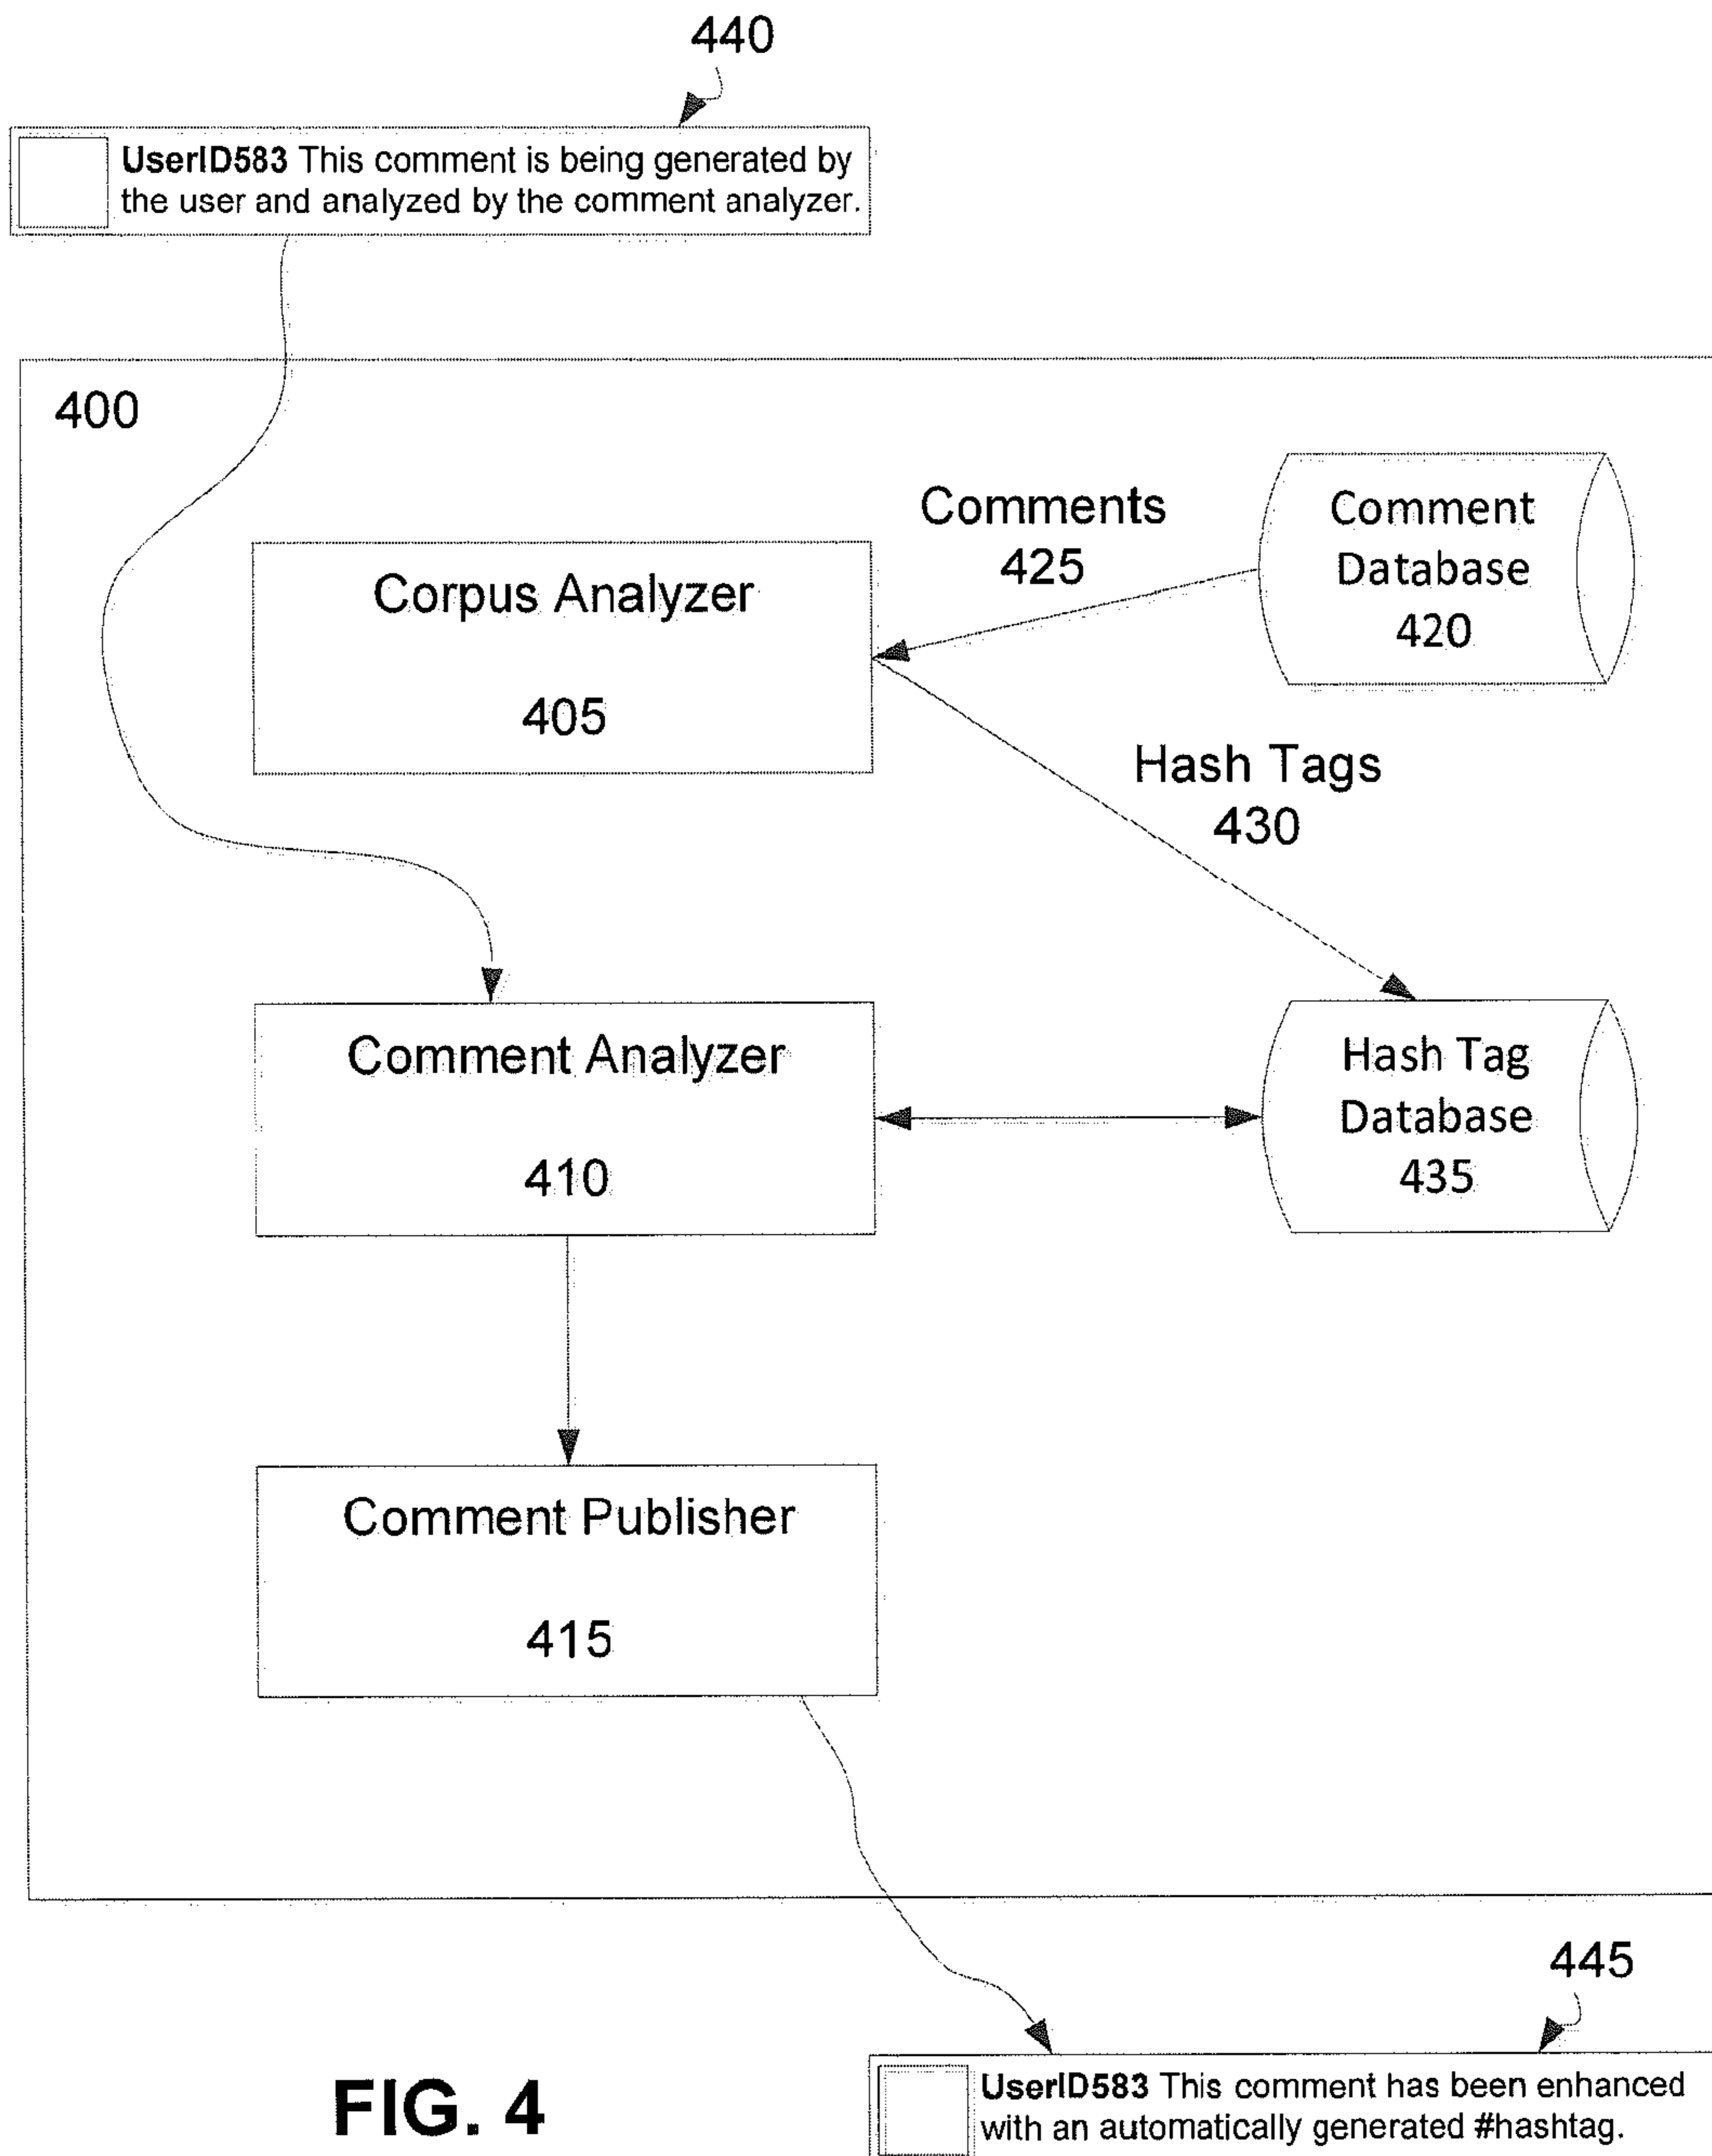 440
UserID583 This comment is being generated by
the user and analyzed by the comment analyzer.
400
Comments
425
Comment
Database
420
Corpus Analyzer
405
Hash Tags
430
Comment Analyzer
410
Hash Tag
Database
435
Comment Publisher
415
445
UserID583 This comment has been enhanced
with an automatically generated #hashtag.
FIG. 4